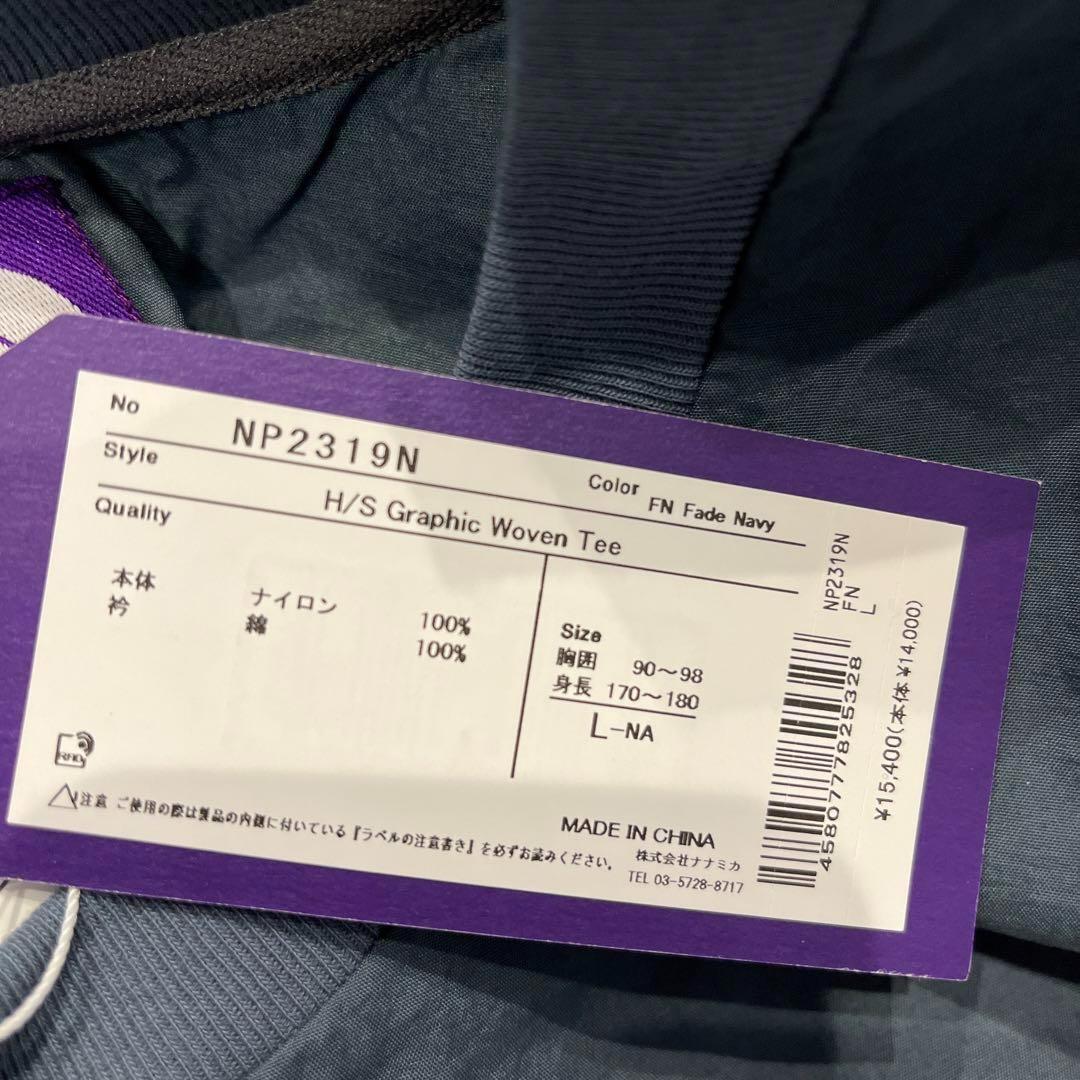 No NP2319N
Color FN Fade Navy
Style H/S Graphic Woven Tee
Quality
本体 ナイロン 100%
衿 綿 100%
Size
胸囲 90～98
身長 170～180
L-NA
RFID
注意 ご使用の際は製品の内側に付いている『ラベルの注意書き』を必ずお読みください。
MADE IN CHINA
株式会社ナナミカ
TEL 03-5728-8717
NP2319N
FN
L
4580777825328
¥15,400(本体 ¥14,000)